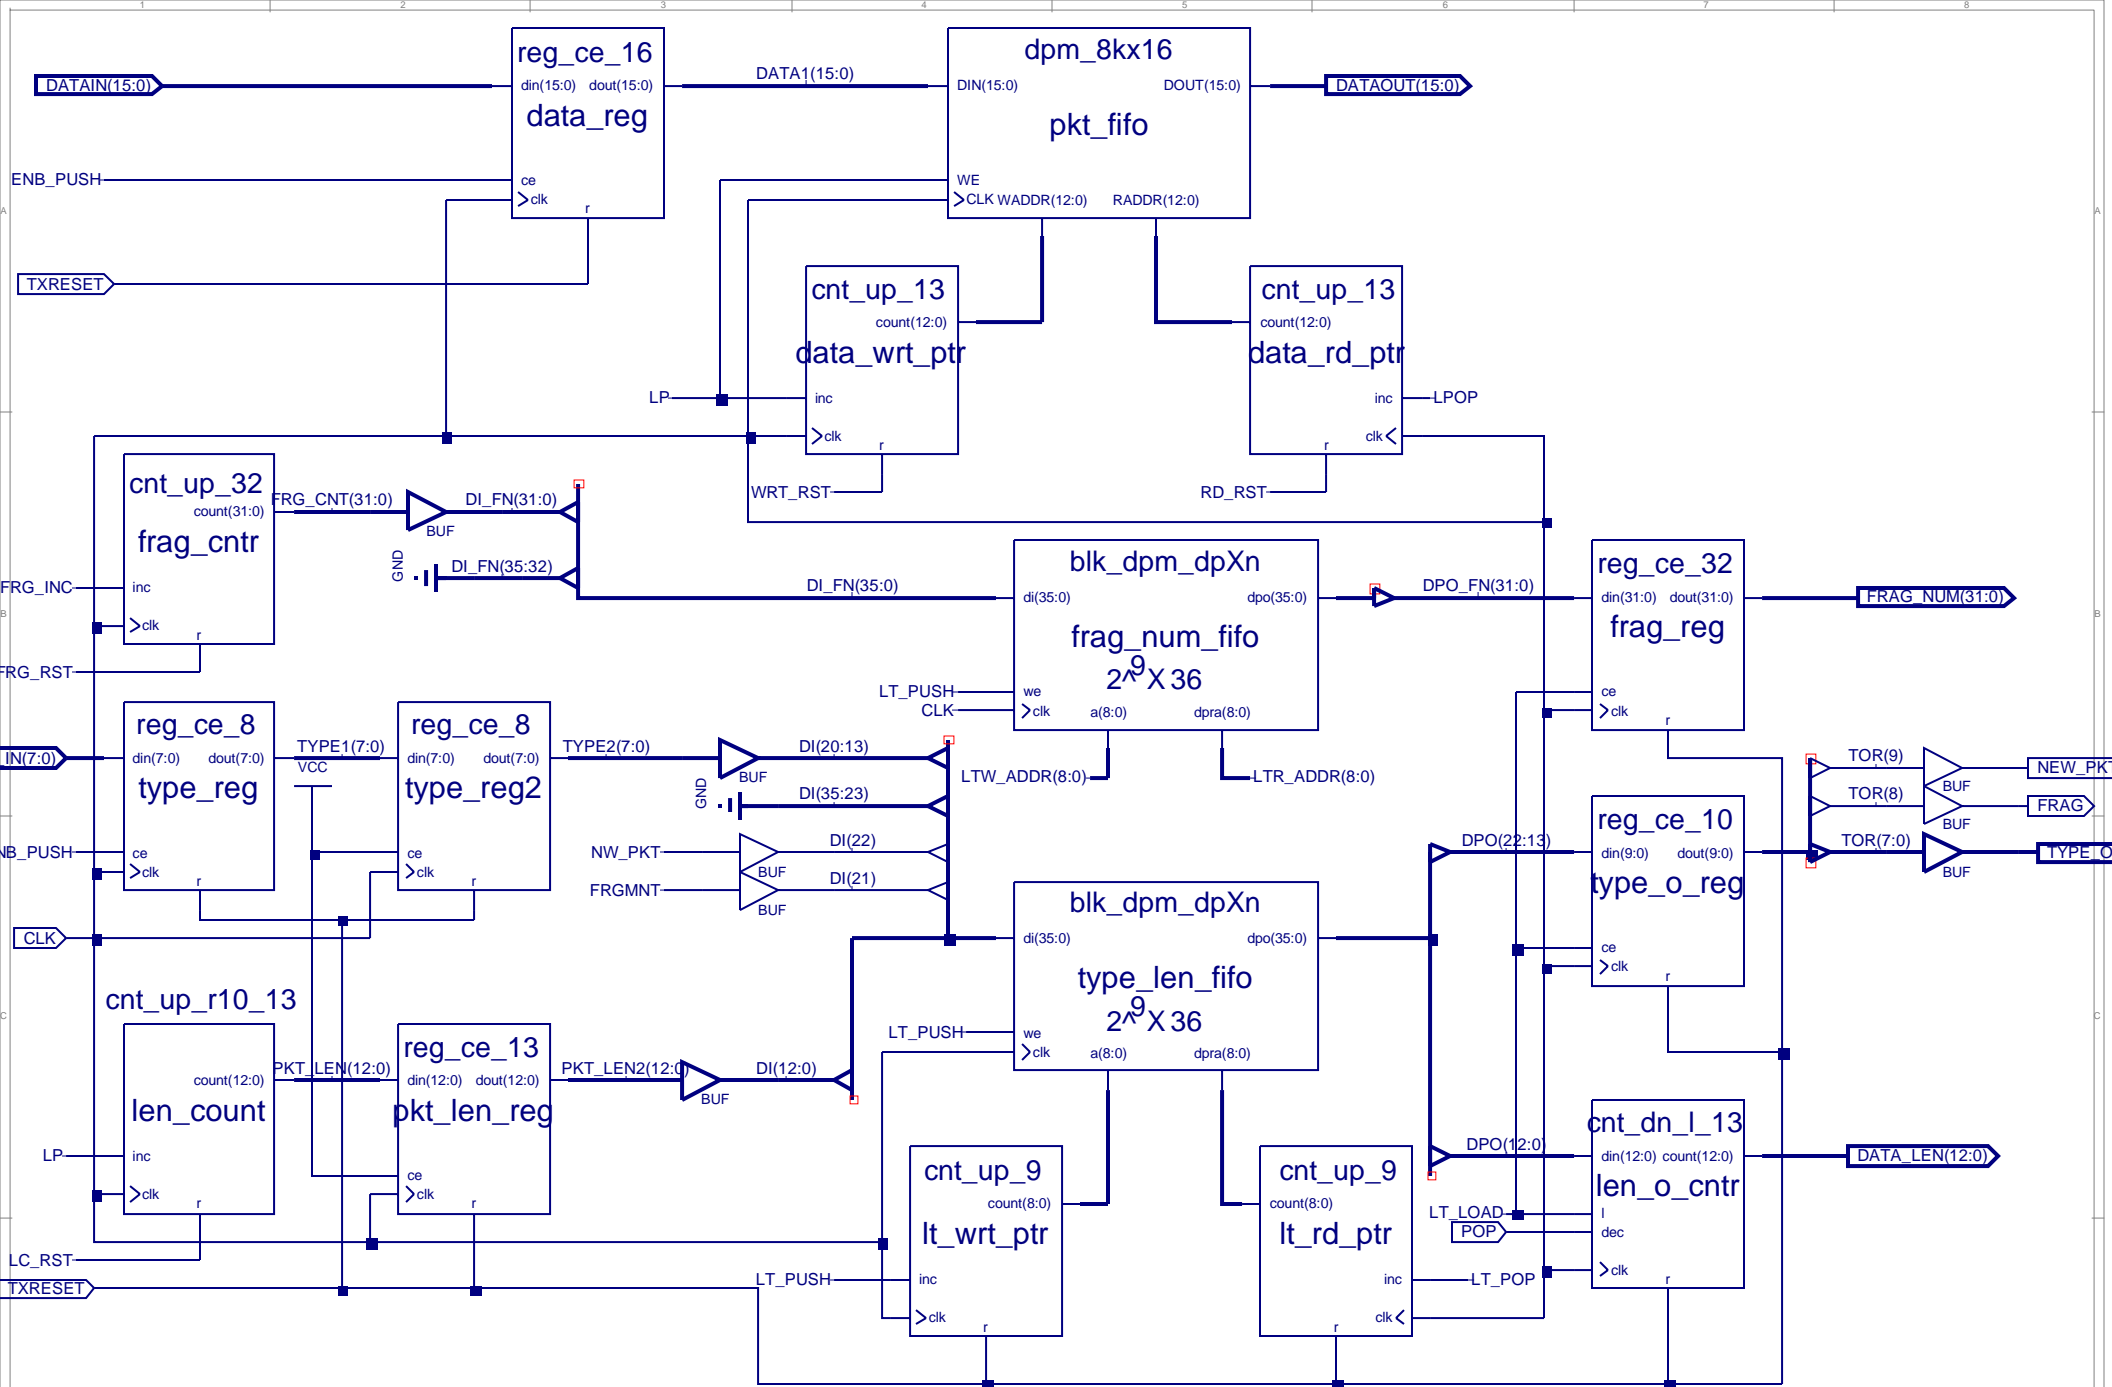 1 2 3 4 5 6 7 8
reg_ce_16
din(15:0) dout(15:0)
data_reg
ce
clk
r
DATAIN(15:0)
ENB_PUSH
TXRESET
DATA1(15:0)
dpm_8kx16
DIN(15:0) DOUT(15:0)
pkt_fifo
WE
CLK WADDR(12:0) RADDR(12:0)
DATAOUT(15:0)
A
A
cnt_up_13
count(12:0)
data_wrt_ptr
inc
clk
r
LP
WRT_RST
cnt_up_13
count(12:0)
data_rd_ptr
inc
clk
r
LPOP
RD_RST
cnt_up_32
count(31:0)
frag_cntr
inc
clk
r
FRG_INC
FRG_RST
FRG_CNT(31:0)
BUF
DI_FN(31:0)
GND
DI_FN(35:32)
DI_FN(35:0)
blk_dpm_dpXn
di(35:0) dpo(35:0)
frag_num_fifo
2^9 X 36
we
clk
a(8:0) dpra(8:0)
LT_PUSH
CLK
LTW_ADDR(8:0)
LTR_ADDR(8:0)
DPO_FN(31:0)
reg_ce_32
din(31:0) dout(31:0)
frag_reg
ce
clk
r
FRAG_NUM(31:0)
B
B
IN(7:0)
reg_ce_8
din(7:0) dout(7:0)
type_reg
ce
clk
r
NB_PUSH
TYPE1(7:0)
VCC
reg_ce_8
din(7:0) dout(7:0)
type_reg2
ce
clk
r
TYPE2(7:0)
BUF
DI(20:13)
GND
DI(35:23)
NW_PKT
BUF
DI(22)
FRGMNT
BUF
DI(21)
CLK
blk_dpm_dpXn
di(35:0) dpo(35:0)
type_len_fifo
2^9 X 36
we
clk
a(8:0) dpra(8:0)
LT_PUSH
DPO(22:13)
reg_ce_10
din(9:0) dout(9:0)
type_o_reg
ce
clk
r
TOR(9)
BUF
NEW_PKT
TOR(8)
BUF
FRAG
TOR(7:0)
BUF
TYPE_O
C
C
cnt_up_r10_13
count(12:0)
len_count
inc
clk
r
LP
LC_RST
TXRESET
PKT_LEN(12:0)
reg_ce_13
din(12:0) dout(12:0)
pkt_len_reg
ce
clk
r
PKT_LEN2(12:0)
BUF
DI(12:0)
cnt_up_9
count(8:0)
lt_wrt_ptr
inc
clk
r
LT_PUSH
cnt_up_9
count(8:0)
lt_rd_ptr
inc
clk
r
LT_POP
DPO(12:0)
cnt_dn_l_13
din(12:0) count(12:0)
len_o_cntr
l
dec
clk
r
LT_LOAD
POP
DATA_LEN(12:0)